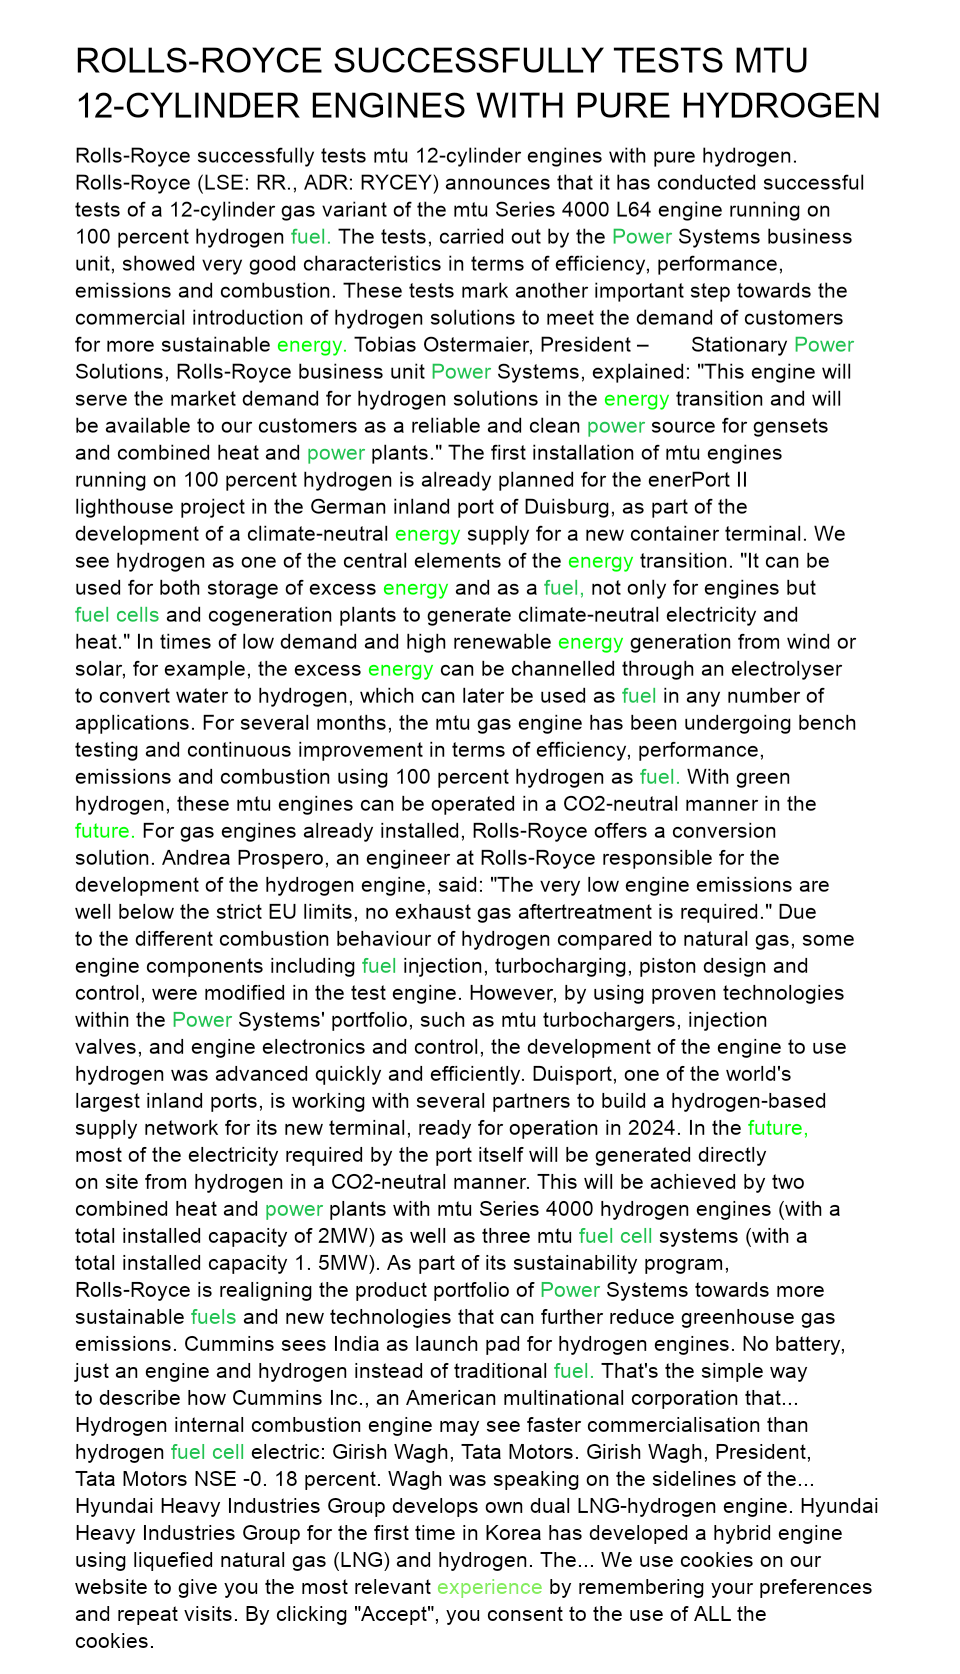 ROLLS-ROYCE SUCCESSFULLY TESTS MTU
12-CYLINDER ENGINES WITH PURE HYDROGEN
Rolls-Royce successfully tests mtu 12-cylinder engines with pure hydrogen.
Rolls-Royce (LSE: RR., ADR: RYCEY) announces that it has conducted successful
tests of a 12-cylinder gas variant of the mtu Series 4000 L64 engine running on
100 percent hydrogen fuel. The tests, carried out by the Power Systems business
unit, showed very good characteristics in terms of efficiency, performance,
emissions and combustion. These tests mark another important step towards the
commercial introduction of hydrogen solutions to meet the demand of customers
for more sustainable energy. Tobias Ostermaier, President – Stationary Power
Solutions, Rolls-Royce business unit Power Systems, explained: "This engine will
serve the market demand for hydrogen solutions in the energy transition and will
be available to our customers as a reliable and clean power source for gensets
and combined heat and power plants." The first installation of mtu engines
running on 100 percent hydrogen is already planned for the enerPort II
lighthouse project in the German inland port of Duisburg, as part of the
development of a climate-neutral energy supply for a new container terminal. We
see hydrogen as one of the central elements of the energy transition. "It can be
used for both storage of excess energy and as a fuel, not only for engines but
fuel cells and cogeneration plants to generate climate-neutral electricity and
heat." In times of low demand and high renewable energy generation from wind or
solar, for example, the excess energy can be channelled through an electrolyser
to convert water to hydrogen, which can later be used as fuel in any number of
applications. For several months, the mtu gas engine has been undergoing bench
testing and continuous improvement in terms of efficiency, performance,
emissions and combustion using 100 percent hydrogen as fuel. With green
hydrogen, these mtu engines can be operated in a CO2-neutral manner in the
future. For gas engines already installed, Rolls-Royce offers a conversion
solution. Andrea Prospero, an engineer at Rolls-Royce responsible for the
development of the hydrogen engine, said: "The very low engine emissions are
well below the strict EU limits, no exhaust gas aftertreatment is required." Due
to the different combustion behaviour of hydrogen compared to natural gas, some
engine components including fuel injection, turbocharging, piston design and
control, were modified in the test engine. However, by using proven technologies
within the Power Systems' portfolio, such as mtu turbochargers, injection
valves, and engine electronics and control, the development of the engine to use
hydrogen was advanced quickly and efficiently. Duisport, one of the world's
largest inland ports, is working with several partners to build a hydrogen-based
supply network for its new terminal, ready for operation in 2024. In the future,
most of the electricity required by the port itself will be generated directly
on site from hydrogen in a CO2-neutral manner. This will be achieved by two
combined heat and power plants with mtu Series 4000 hydrogen engines (with a
total installed capacity of 2MW) as well as three mtu fuel cell systems (with a
total installed capacity 1. 5MW). As part of its sustainability program,
Rolls-Royce is realigning the product portfolio of Power Systems towards more
sustainable fuels and new technologies that can further reduce greenhouse gas
emissions. Cummins sees India as launch pad for hydrogen engines. No battery,
just an engine and hydrogen instead of traditional fuel. That's the simple way
to describe how Cummins Inc., an American multinational corporation that...
Hydrogen internal combustion engine may see faster commercialisation than
hydrogen fuel cell electric: Girish Wagh, Tata Motors. Girish Wagh, President,
Tata Motors NSE -0. 18 percent. Wagh was speaking on the sidelines of the...
Hyundai Heavy Industries Group develops own dual LNG-hydrogen engine. Hyundai
Heavy Industries Group for the first time in Korea has developed a hybrid engine
using liquefied natural gas (LNG) and hydrogen. The... We use cookies on our
website to give you the most relevant experience by remembering your preferences
and repeat visits. By clicking "Accept", you consent to the use of ALL the
cookies.